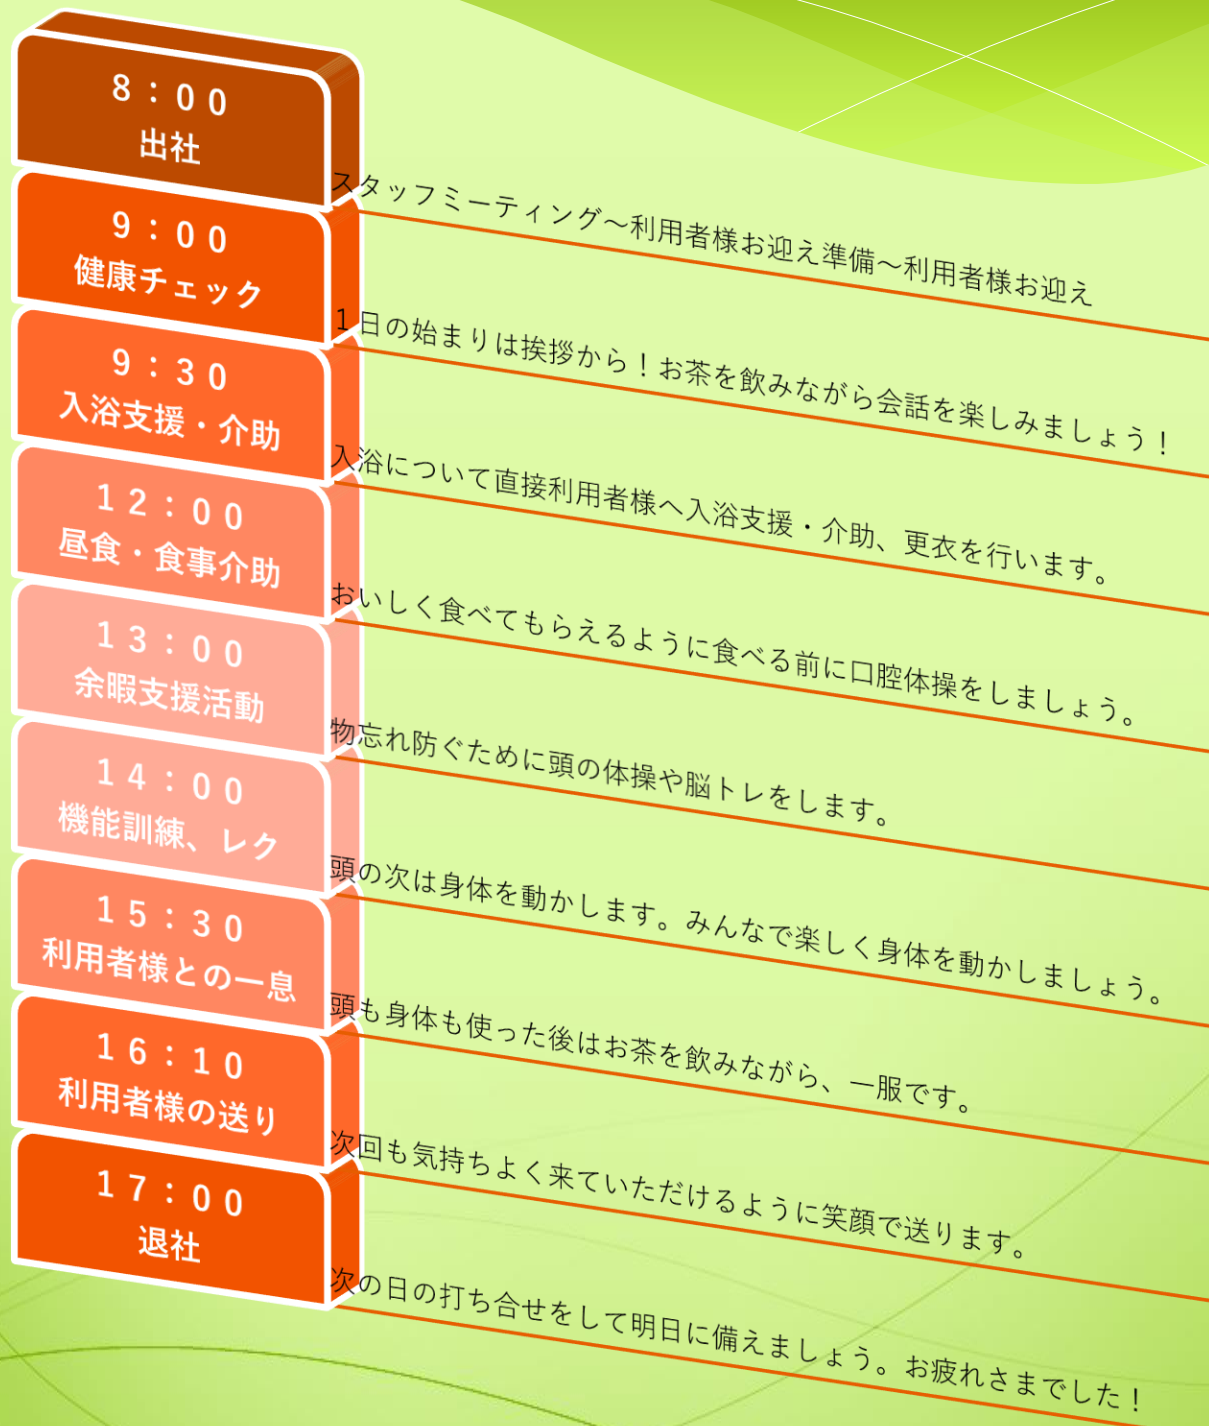 ８：００
出社
スタッフミーティング～利用者様お迎え準備～利用者様お迎え
９：００
健康チェック
１日の始まりは挨拶から！お茶を飲みながら会話を楽しみましょう！
９：３０
入浴支援・介助
入浴について直接利用者様へ入浴支援・介助、更衣を行います。
１２：００
昼食・食事介助
おいしく食べてもらえるように食べる前に口腔体操をしましょう。
１３：００
余暇支援活動
物忘れ防ぐために頭の体操や脳トレをします。
１４：００
機能訓練、レク
頭の次は身体を動かします。みんなで楽しく身体を動かしましょう。
１５：３０
利用者様との一息
頭も身体も使った後はお茶を飲みながら、一服です。
１６：１０
利用者様の送り
次回も気持ちよく来ていただけるように笑顔で送ります。
１７：００
退社
次の日の打ち合せをして明日に備えましょう。お疲れさまでした！